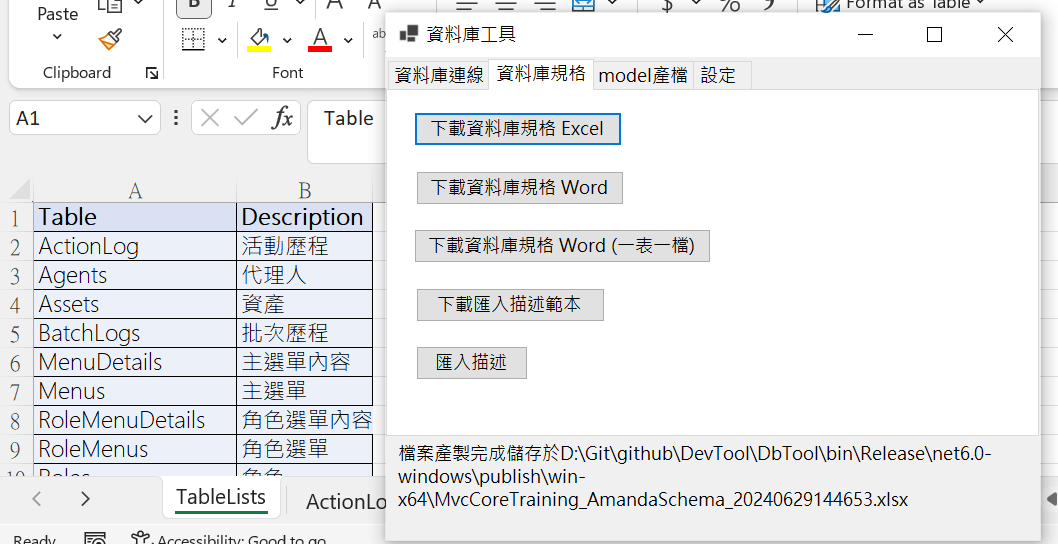 Paste
Clipboard
Font
Format as Table
A1
fx
Table
A
B
1 Table Description
2 ActionLog 活動歷程
3 Agents 代理人
4 Assets 資產
5 BatchLogs 批次歷程
6 MenuDetails 主選單內容
7 Menus 主選單
8 RoleMenuDetails 角色選單內容
9 RoleMenus 角色選單
10 Roles 角色
TableLists
ActionLo
Ready
Accessibility: Good to go
資料庫工具
資料庫連線 資料庫規格 model產檔 設定
下載資料庫規格 Excel
下載資料庫規格 Word
下載資料庫規格 Word (一表一檔)
下載匯入描述範本
匯入描述
檔案產製完成儲存於D:\Git\github\DevTool\DbTool\bin\Release\net6.0-
windows\publish\win-
x64\MvcCoreTraining_AmandaSchema_20240629144653.xlsx